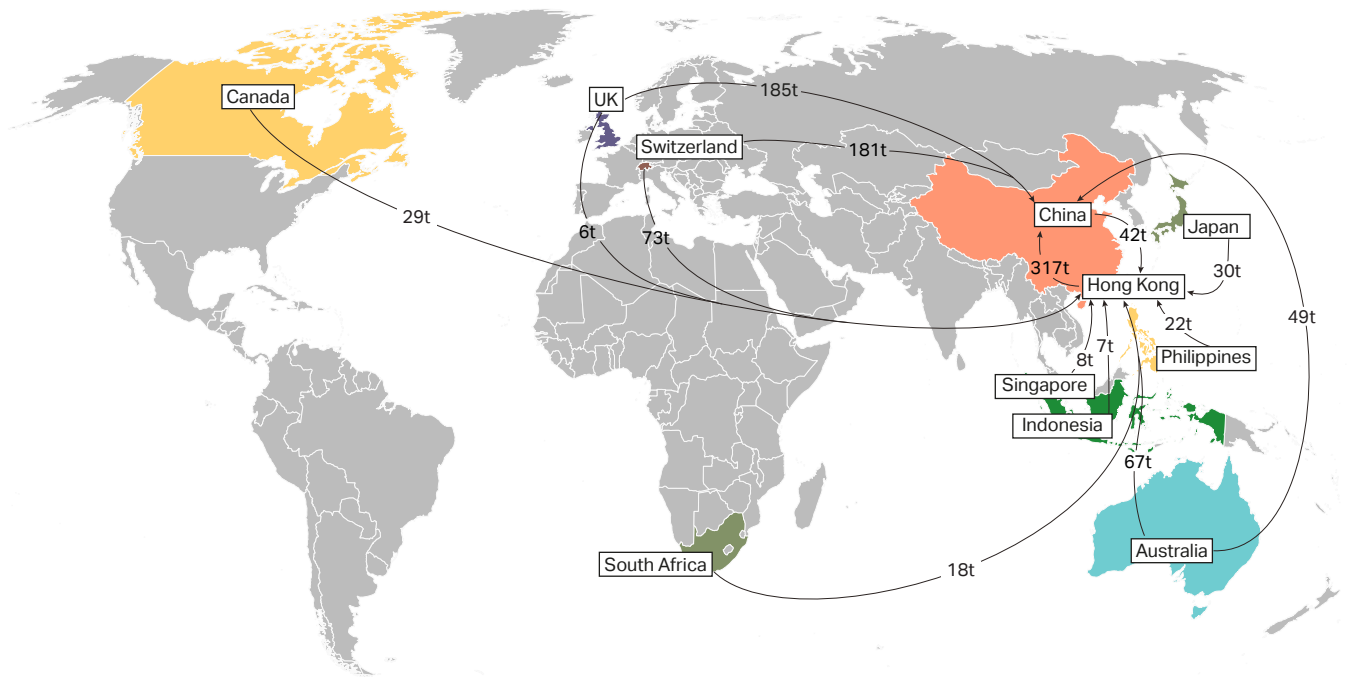 Canada
UK
185t
Switzerland
181t
29t
6t
73t
China
42t
Japan
317t
30t
Hong Kong
49t
22t
7t
8t
Philippines
Singapore
Indonesia
67t
Australia
South Africa
18t